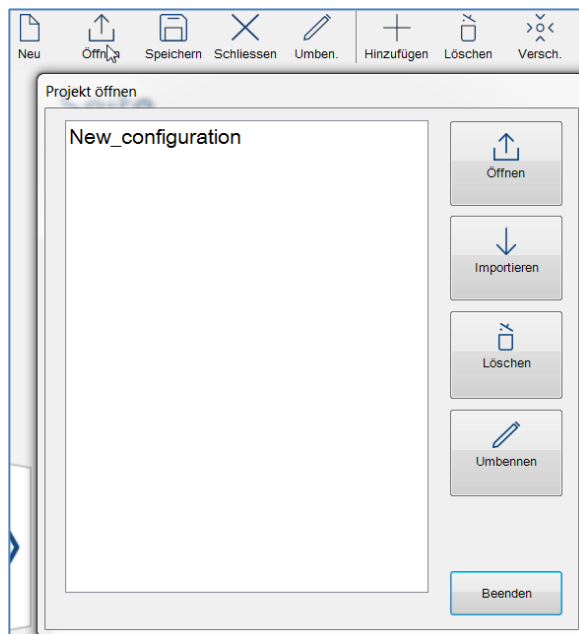 Neu Öffnen Speichern Schliessen Umben. Hinzufügen Löschen Versch.
Projekt öffnen
New_configuration
Öffnen
Importieren
Löschen
Umbennen
Beenden